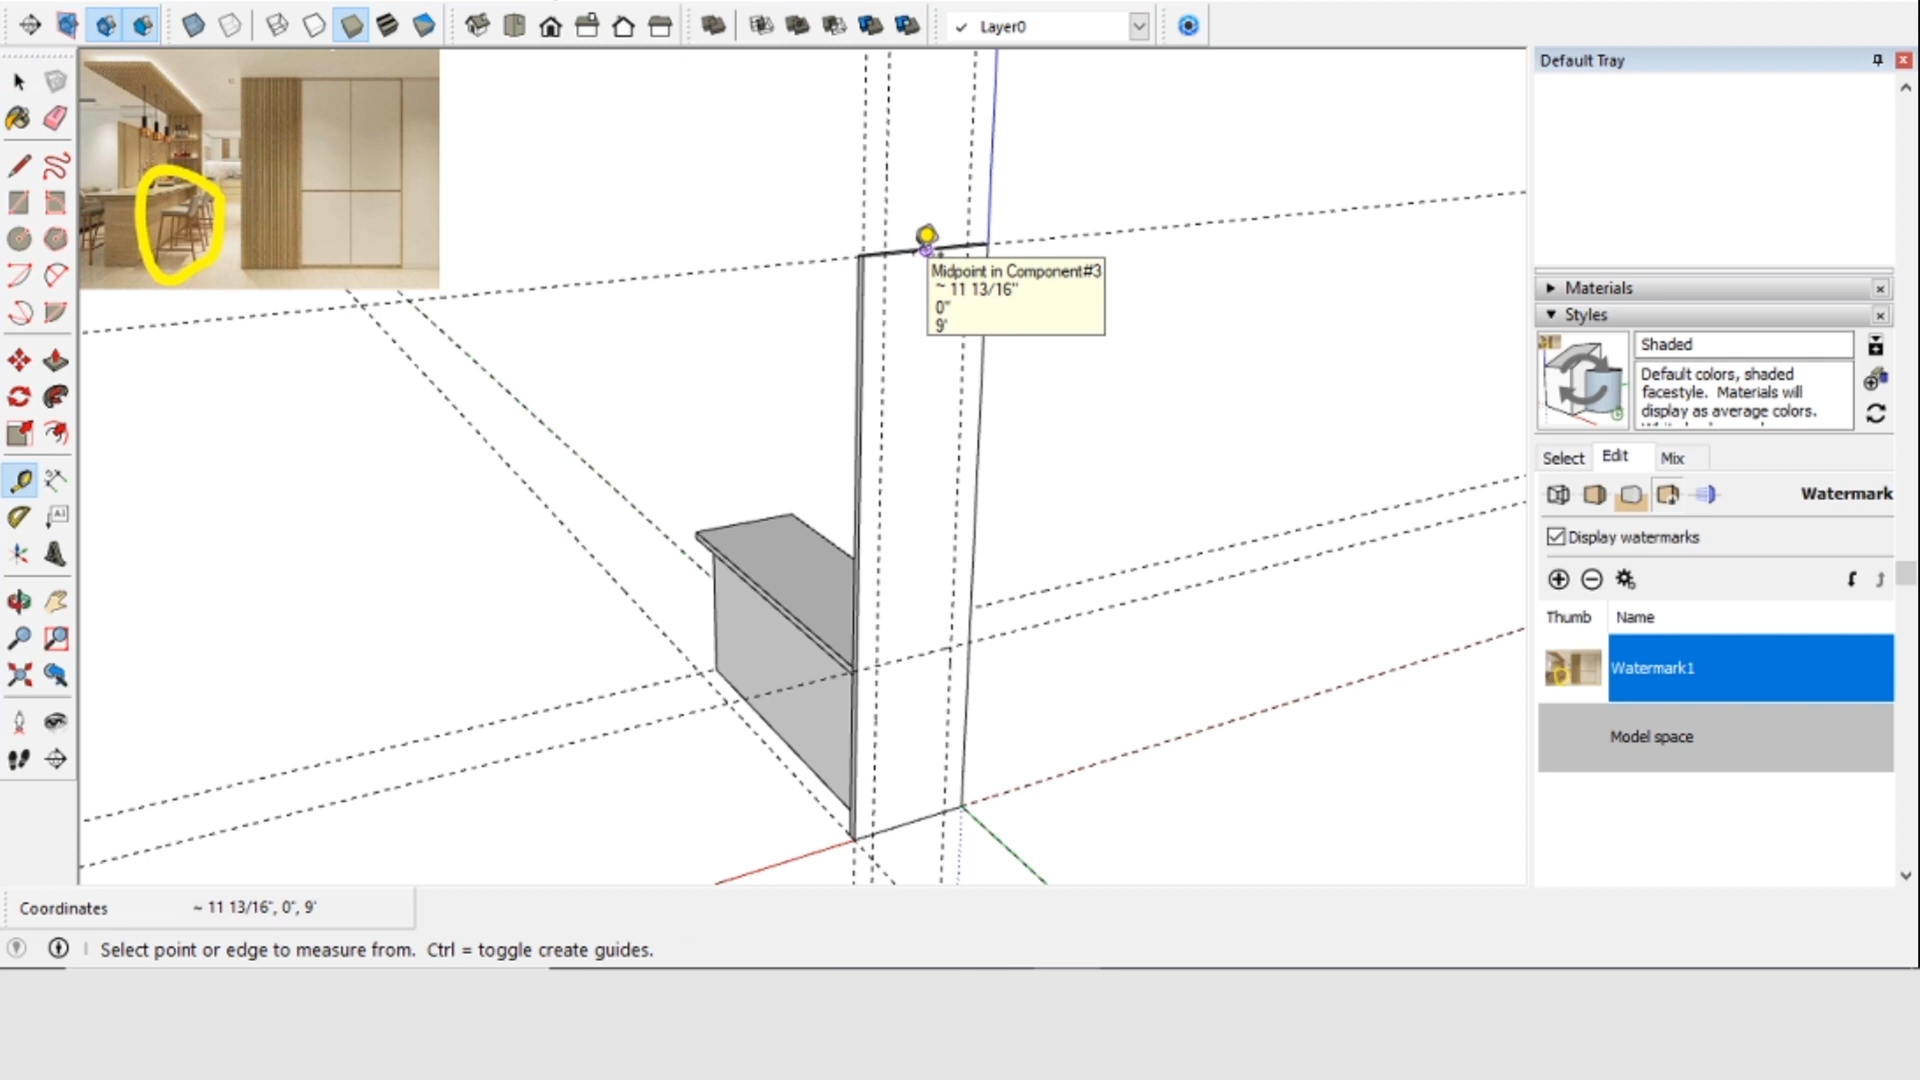 Layer0
Default Tray
Midpoint in Component#3
~ 11 13/16"
0"
9'
Materials
Styles
Shaded
Default colors, shaded
facestyle. Materials will
display as average colors.
Select Edit Mix
Watermark
Display watermarks
Thumb Name
Watermark1
Model space
Coordinates ~ 11 13/16", 0", 9'
Select point or edge to measure from. Ctrl = toggle create guides.